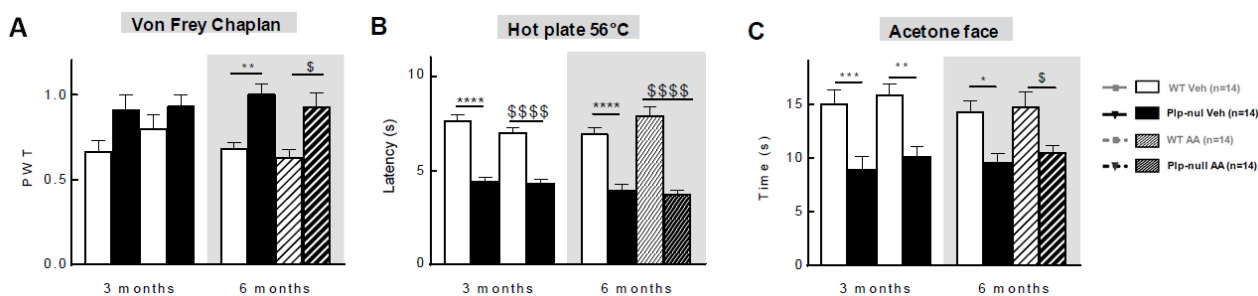 A
Von Frey Chaplan
PWT
1.0
0.5
0.0
**
$
3 months
6 months
B
Hot plate 56°C
Latency (s)
10
5
0
****
$$$$
****
$$$$
3 months
6 months
C
Acetone face
Time (s)
15
10
5
0
***
**
*
$
3 months
6 months
WT Veh (n=14)
Plp-nul Veh (n=14)
WT AA (n=14)
Plp-null AA (n=14)